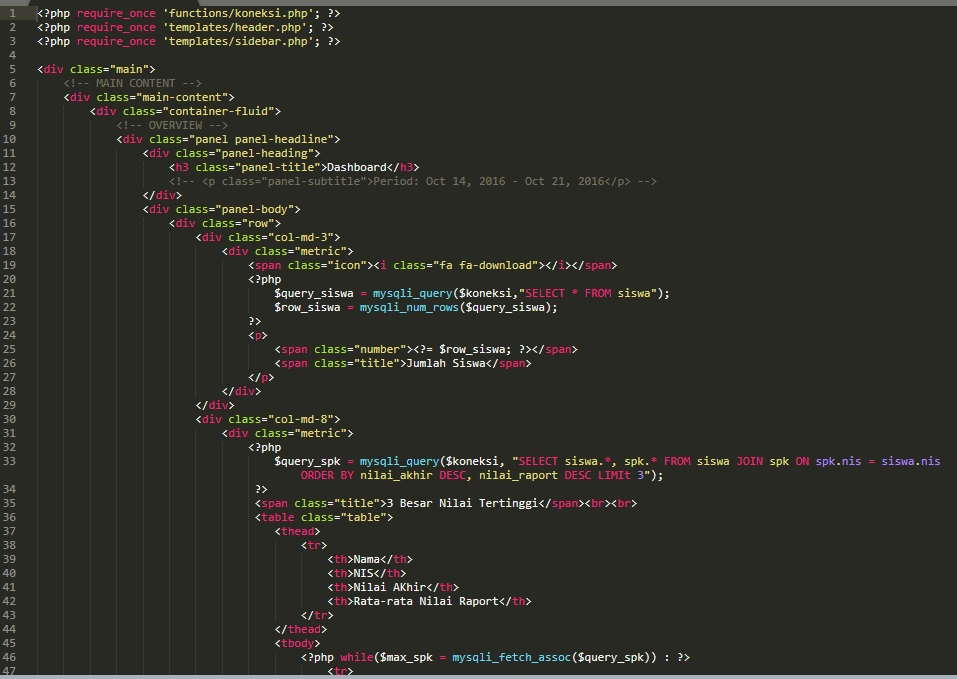 1 <?php require_once 'functions/koneksi.php'; ?>
2 <?php require_once 'templates/header.php'; ?>
3 <?php require_once 'templates/sidebar.php'; ?>
4
5 <div class="main">
6 <!-- MAIN CONTENT -->
7 <div class="main-content">
8 <div class="container-fluid">
9 <!-- OVERVIEW -->
10 <div class="panel panel-headline">
11 <div class="panel-heading">
12 <h3 class="panel-title">Dashboard</h3>
13 <!-- <p class="panel-subtitle">Period: Oct 14, 2016 - Oct 21, 2016</p> -->
14 </div>
15 <div class="panel-body">
16 <div class="row">
17 <div class="col-md-3">
18 <div class="metric">
19 <span class="icon"><i class="fa fa-download"></i></span>
20 <?php
21 $query_siswa = mysqli_query($koneksi,"SELECT * FROM siswa");
22 $row_siswa = mysqli_num_rows($query_siswa);
23 ?>
24 <p>
25 <span class="number"><?= $row_siswa; ?></span>
26 <span class="title">Jumlah Siswa</span>
27 </p>
28 </div>
29 </div>
30 <div class="col-md-8">
31 <div class="metric">
32 <?php
33 $query_spk = mysqli_query($koneksi, "SELECT siswa.*, spk.* FROM siswa JOIN spk ON spk.nis = siswa.nis
ORDER BY nilai_akhir DESC, nilai_raport DESC LIMIt 3");
34 ?>
35 <span class="title">3 Besar Nilai Tertinggi</span><br><br>
36 <table class="table">
37 <thead>
38 <tr>
39 <th>Nama</th>
40 <th>NIS</th>
41 <th>Nilai AKhir</th>
42 <th>Rata-rata Nilai Raport</th>
43 </tr>
44 </thead>
45 <tbody>
46 <?php while($max_spk = mysqli_fetch_assoc($query_spk)) : ?>
47 <tr>